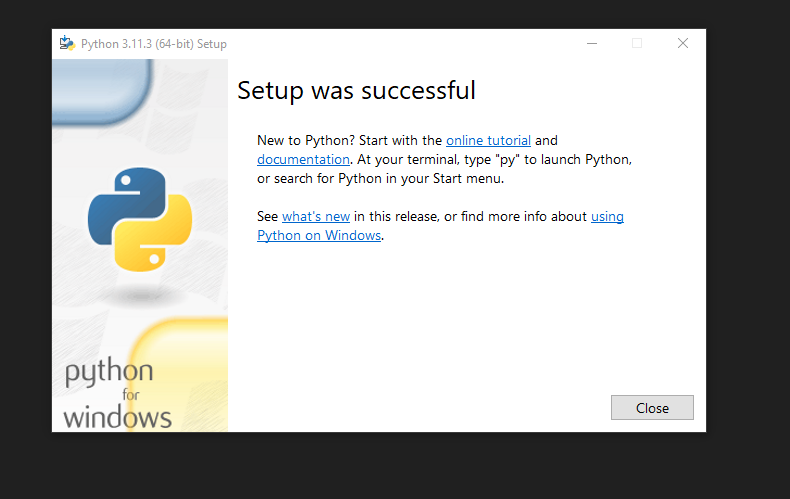 Python 3.11.3 (64-bit) Setup
Setup was successful
New to Python? Start with the online tutorial and
documentation. At your terminal, type "py" to launch Python,
or search for Python in your Start menu.
See what's new in this release, or find more info about using
Python on Windows.
python
for
windows
Close